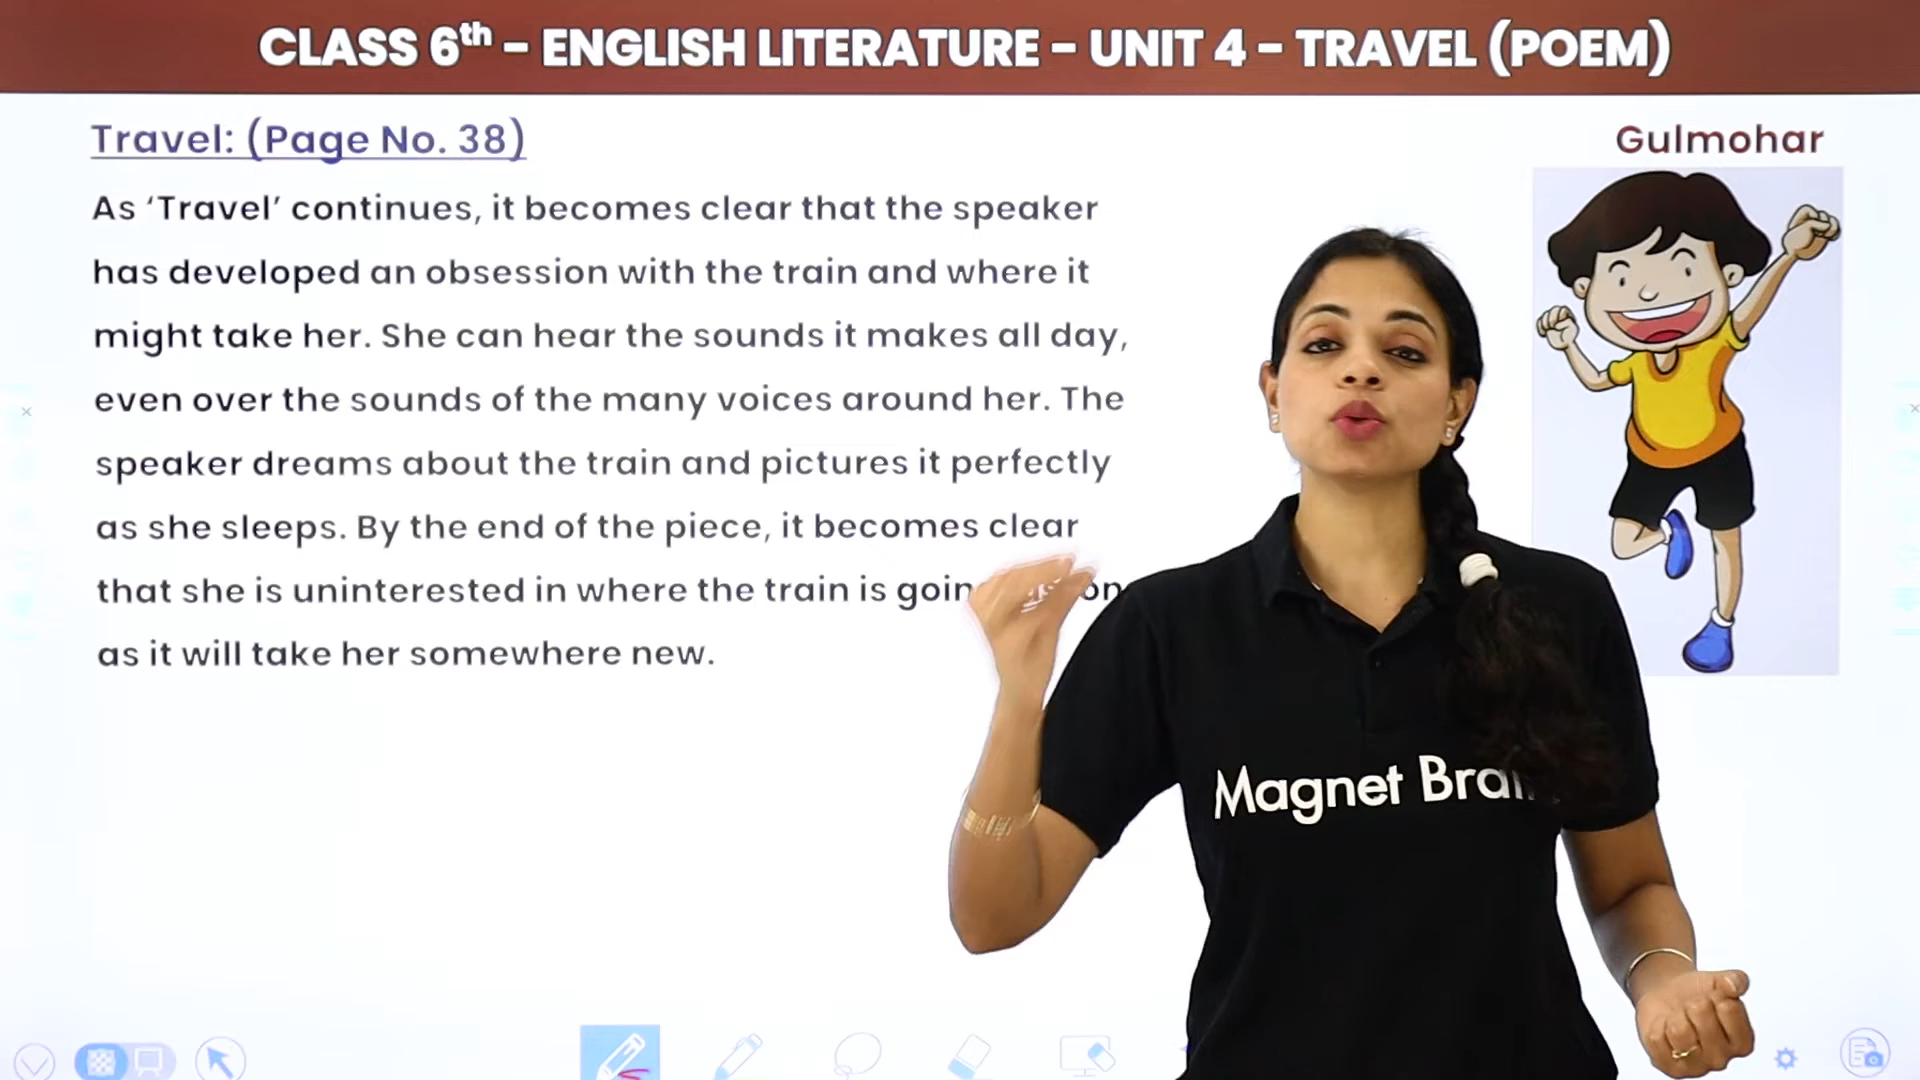 CLASS 6th – ENGLISH LITERATURE – UNIT 4 – TRAVEL (POEM)
Travel: (Page No. 38)
Gulmohar
As ‘Travel’ continues, it becomes clear that the speaker
has developed an obsession with the train and where it
might take her. She can hear the sounds it makes all day,
even over the sounds of the many voices around her. The
speaker dreams about the train and pictures it perfectly
as she sleeps. By the end of the piece, it becomes clear
that she is uninterested in where the train is
as it will take her somewhere new.
Magnet